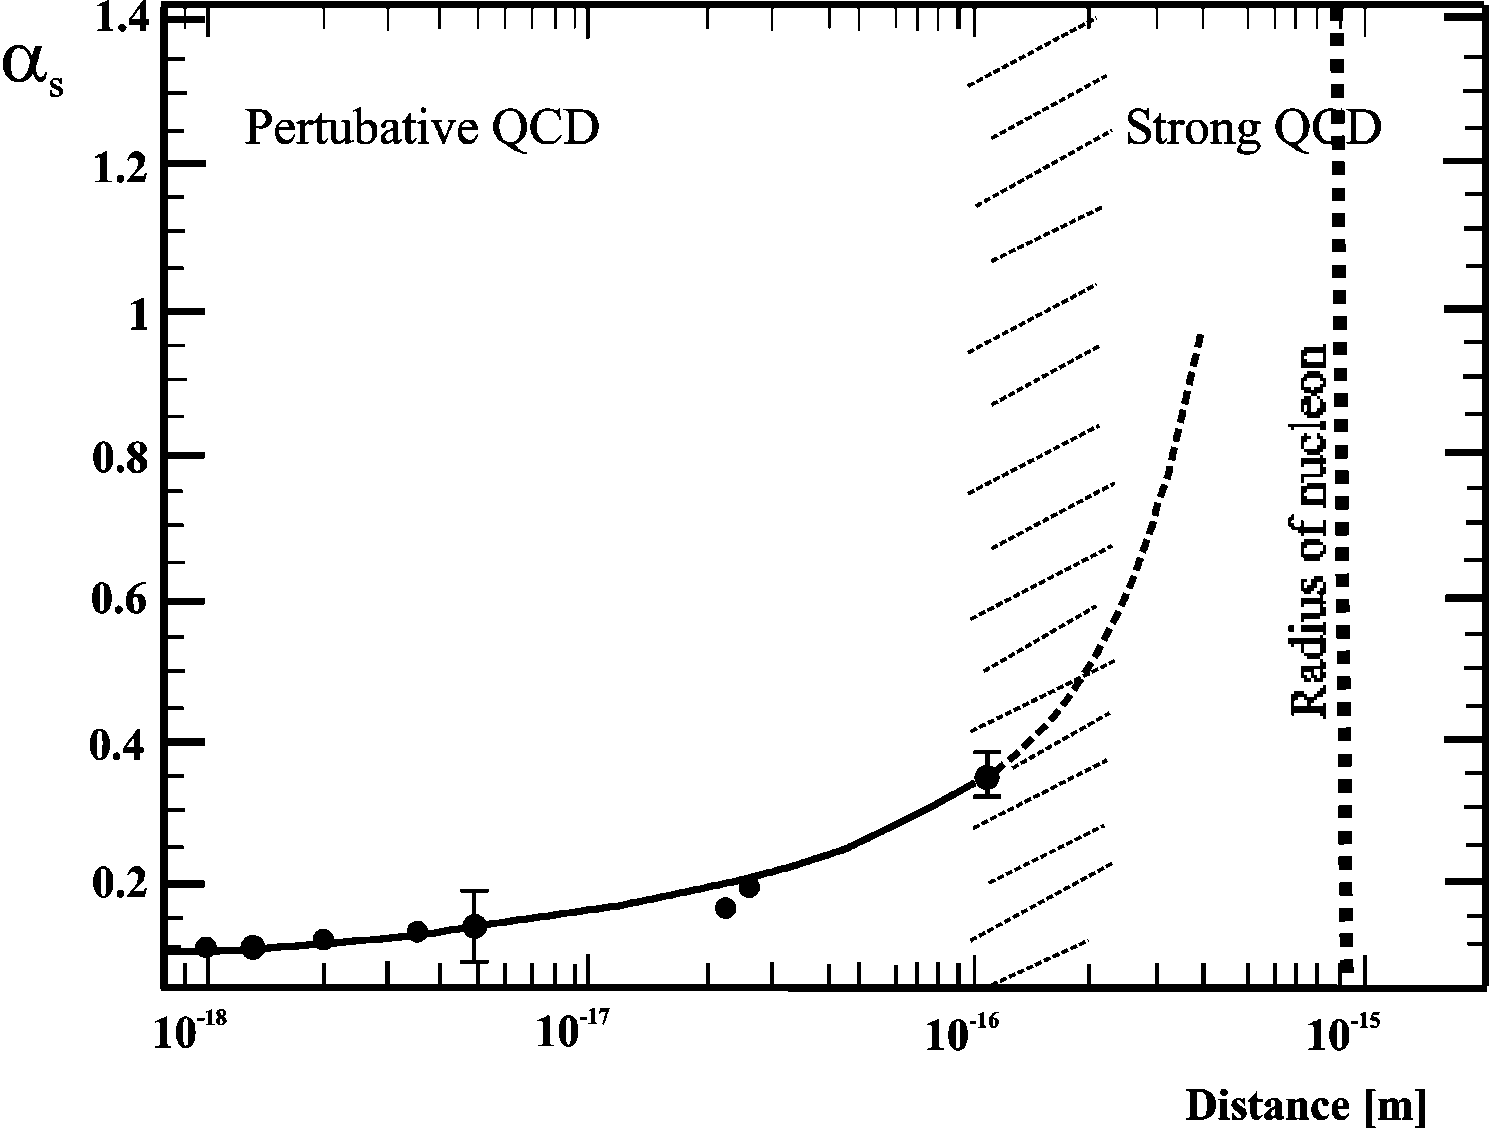 1.4
αs
Pertubative QCD
Strong QCD
1.2
1
0.8
0.6
0.4
0.2
Radius of nucleon
10-18
10-17
10-16
10-15
Distance [m]